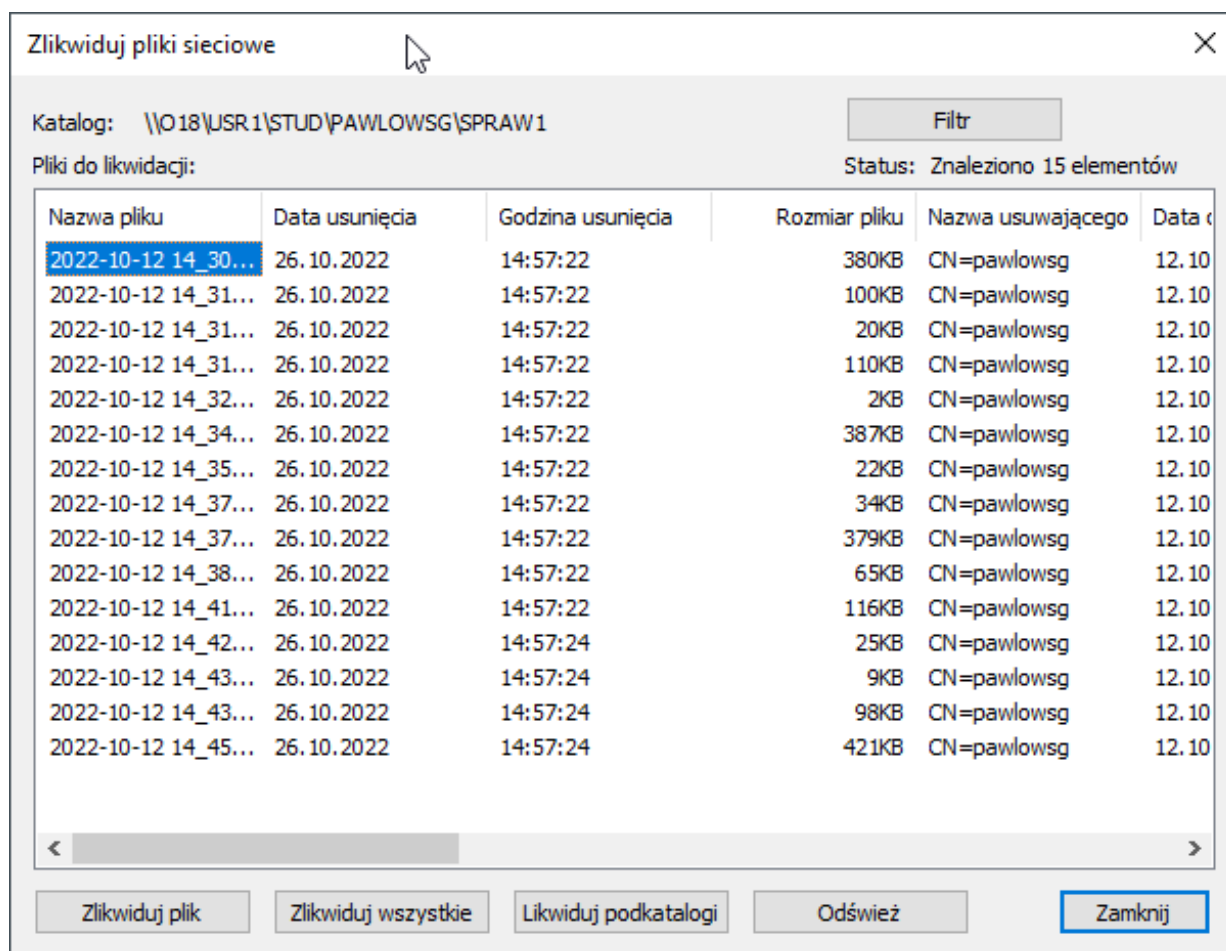 Zlikwiduj pliki sieciowe
Katalog: \\O18\USR1\STUD\PAWLOWSG\SPRAW1 Filtr
Pliki do likwidacji: Status: Znaleziono 15 elementów
Nazwa pliku Data usunięcia Godzina usunięcia Rozmiar pliku Nazwa usuwającego Data
2022-10-12 14_30... 26.10.2022 14:57:22 380KB CN=pawlowsg 12.10
2022-10-12 14_31... 26.10.2022 14:57:22 100KB CN=pawlowsg 12.10
2022-10-12 14_31... 26.10.2022 14:57:22 20KB CN=pawlowsg 12.10
2022-10-12 14_31... 26.10.2022 14:57:22 110KB CN=pawlowsg 12.10
2022-10-12 14_32... 26.10.2022 14:57:22 2KB CN=pawlowsg 12.10
2022-10-12 14_34... 26.10.2022 14:57:22 387KB CN=pawlowsg 12.10
2022-10-12 14_35... 26.10.2022 14:57:22 22KB CN=pawlowsg 12.10
2022-10-12 14_37... 26.10.2022 14:57:22 34KB CN=pawlowsg 12.10
2022-10-12 14_37... 26.10.2022 14:57:22 379KB CN=pawlowsg 12.10
2022-10-12 14_38... 26.10.2022 14:57:22 65KB CN=pawlowsg 12.10
2022-10-12 14_41... 26.10.2022 14:57:22 116KB CN=pawlowsg 12.10
2022-10-12 14_42... 26.10.2022 14:57:24 25KB CN=pawlowsg 12.10
2022-10-12 14_43... 26.10.2022 14:57:24 9KB CN=pawlowsg 12.10
2022-10-12 14_43... 26.10.2022 14:57:24 98KB CN=pawlowsg 12.10
2022-10-12 14_45... 26.10.2022 14:57:24 421KB CN=pawlowsg 12.10
Zlikwiduj plik Zlikwiduj wszystkie Likwiduj podkatalogi Odśwież Zamknij